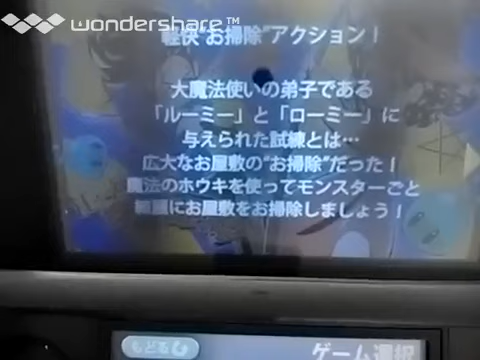 wondershare™
軽快"お掃除"アクション!
大魔法使いの弟子である
「ルーミー」と「ローミー」に
与えられた試練とは…
広大なお屋敷の"お掃除"だった!
魔法のホウキを使ってモンスターごと
綺麗にお屋敷をお掃除しましょう!
もどる
ゲーム選択